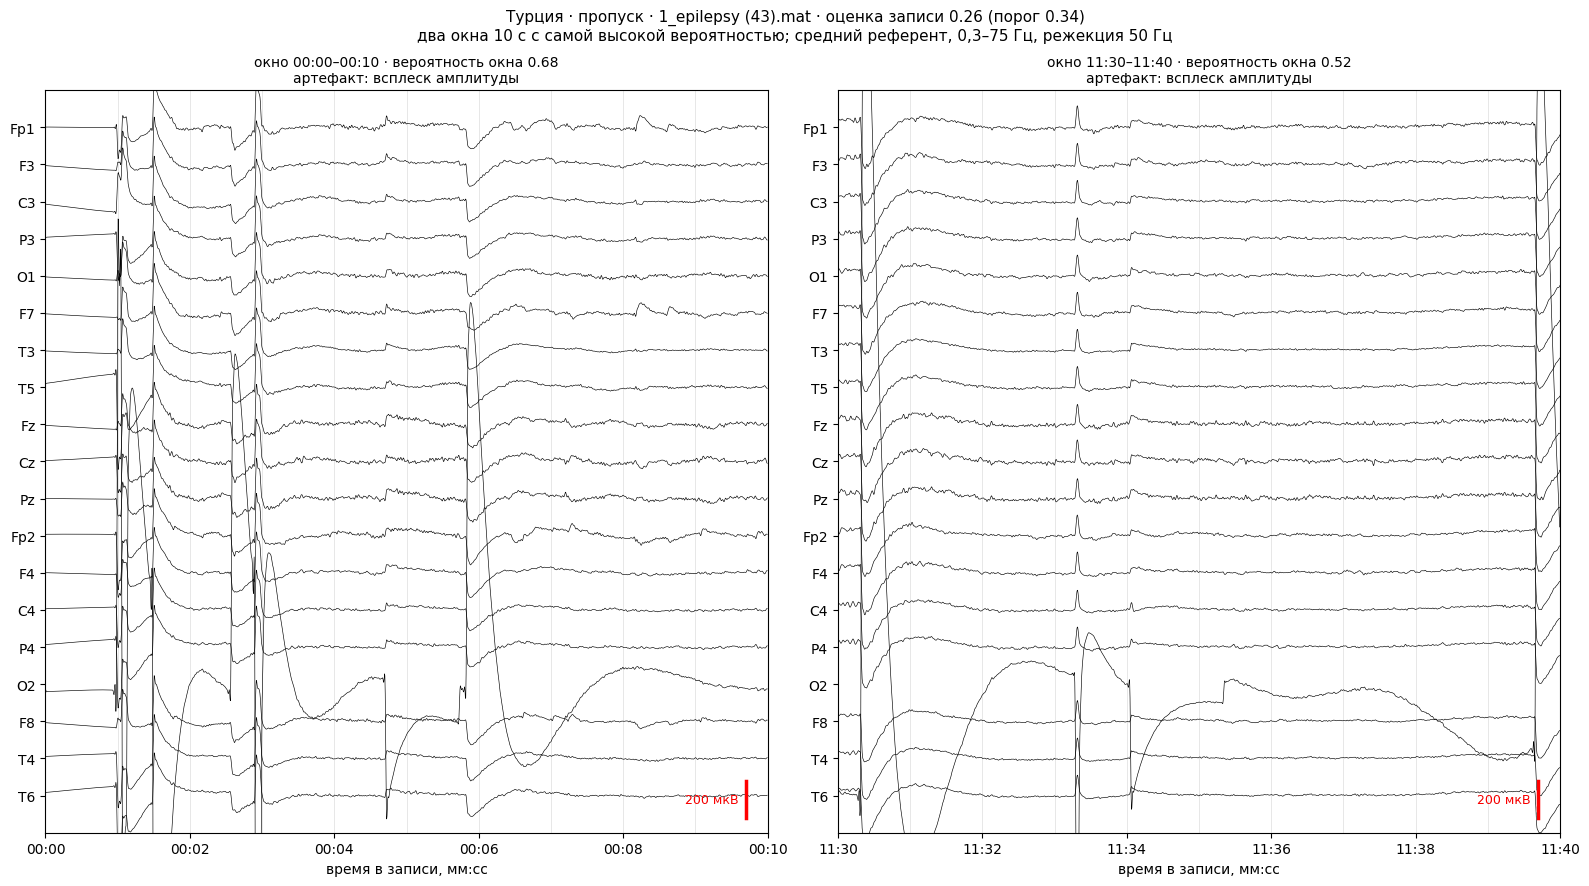 Турция · пропуск · 1_epilepsy (43).mat · оценка записи 0.26 (порог 0.34)
два окна 10 с с самой высокой вероятностью; средний референт, 0,3–75 Гц, режекция 50 Гц
окно 00:00–00:10 · вероятность окна 0.68
артефакт: всплеск амплитуды
Fp1
F3
C3
P3
O1
F7
T3
T5
Fz
Cz
Pz
Fp2
F4
C4
P4
O2
F8
T4
T6
200 мкВ
00:00 00:02 00:04 00:06 00:08 00:10
время в записи, мм:сс
окно 11:30–11:40 · вероятность окна 0.52
артефакт: всплеск амплитуды
Fp1
F3
C3
P3
O1
F7
T3
T5
Fz
Cz
Pz
Fp2
F4
C4
P4
O2
F8
T4
T6
200 мкВ
11:30 11:32 11:34 11:36 11:38 11:40
время в записи, мм:сс